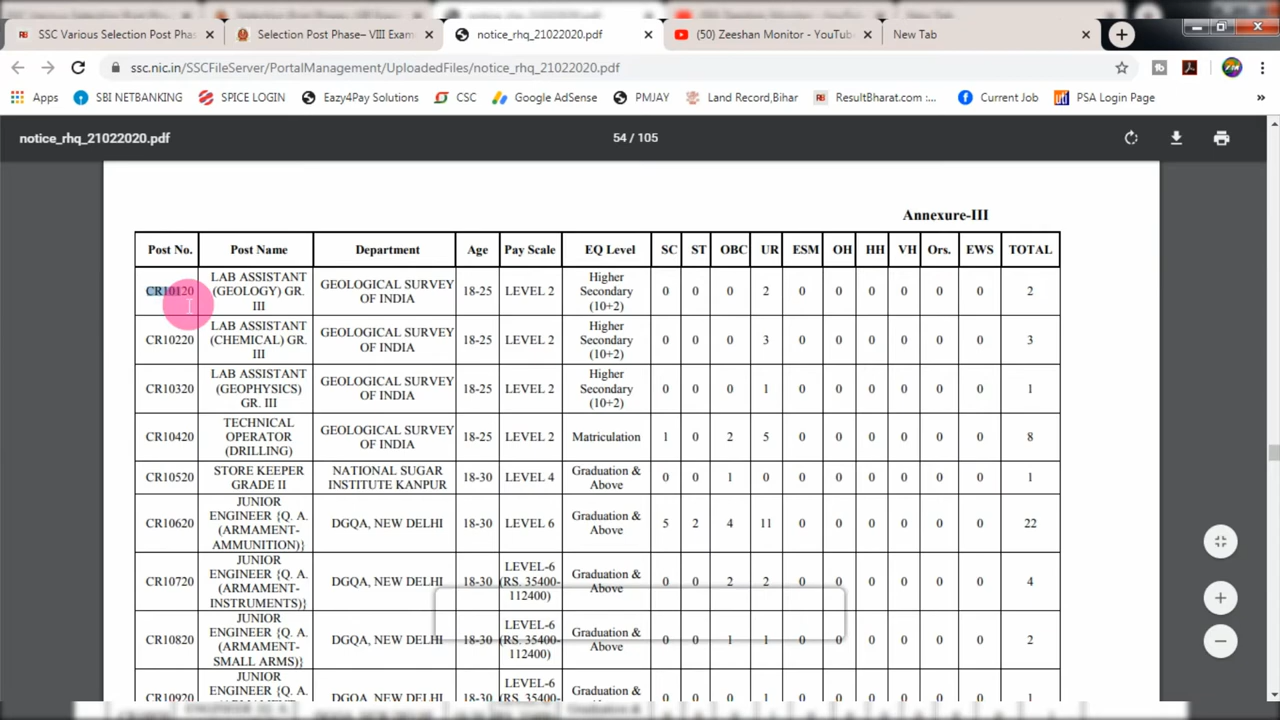 SSC Various Selection Post Pha
Selection Post Phase– VIII Exam
notice_rhq_21022020.pdf
(50) Zeeshan Monitor - YouTub
New Tab
ssc.nic.in/SSCFileServer/PortalManagement/UploadedFiles/notice_rhq_21022020.pdf
Apps
SBI NETBANKING
SPICE LOGIN
Eazy4Pay Solutions
CSC
Google AdSense
PMJAY
Land Record,Bihar
ResultBharat.com :...
Current Job
PSA Login Page
»
notice_rhq_21022020.pdf
54 / 105
Annexure-III
Post No. Post Name Department Age Pay Scale EQ Level SC ST OBC UR ESM OH HH VH Ors. EWS TOTAL
CR10120 LAB ASSISTANT (GEOLOGY) GR. III GEOLOGICAL SURVEY OF INDIA 18-25 LEVEL 2 Higher Secondary (10+2) 0 0 0 2 0 0 0 0 0 0 2
CR10220 LAB ASSISTANT (CHEMICAL) GR. III GEOLOGICAL SURVEY OF INDIA 18-25 LEVEL 2 Higher Secondary (10+2) 0 0 0 3 0 0 0 0 0 0 3
CR10320 LAB ASSISTANT (GEOPHYSICS) GR. III GEOLOGICAL SURVEY OF INDIA 18-25 LEVEL 2 Higher Secondary (10+2) 0 0 0 1 0 0 0 0 0 0 1
CR10420 TECHNICAL OPERATOR (DRILLING) GEOLOGICAL SURVEY OF INDIA 18-25 LEVEL 2 Matriculation 1 0 2 5 0 0 0 0 0 0 8
CR10520 STORE KEEPER GRADE II NATIONAL SUGAR INSTITUTE KANPUR 18-30 LEVEL 4 Graduation & Above 0 0 1 0 0 0 0 0 0 0 1
CR10620 JUNIOR ENGINEER {Q. A. (ARMAMENT-AMMUNITION)} DGQA, NEW DELHI 18-30 LEVEL 6 Graduation & Above 5 2 4 11 0 0 0 0 0 0 22
CR10720 JUNIOR ENGINEER {Q. A. (ARMAMENT-INSTRUMENTS)} DGQA, NEW DELHI 18-30 LEVEL-6 (RS. 35400-112400) Graduation & Above 0 0 2 2 0 0 0 0 0 0 4
CR10820 JUNIOR ENGINEER {Q. A. (ARMAMENT-SMALL ARMS)} DGQA, NEW DELHI 18-30 LEVEL-6 (RS. 35400-112400) Graduation & Above 0 0 1 1 0 0 0 0 0 0 2
CR10920 JUNIOR ENGINEER {Q. A. DGQA, NEW DELHI 18-30 LEVEL-6 (RS. 35400- Graduation & 0 0 0 1 0 0 0 0 0 0 1